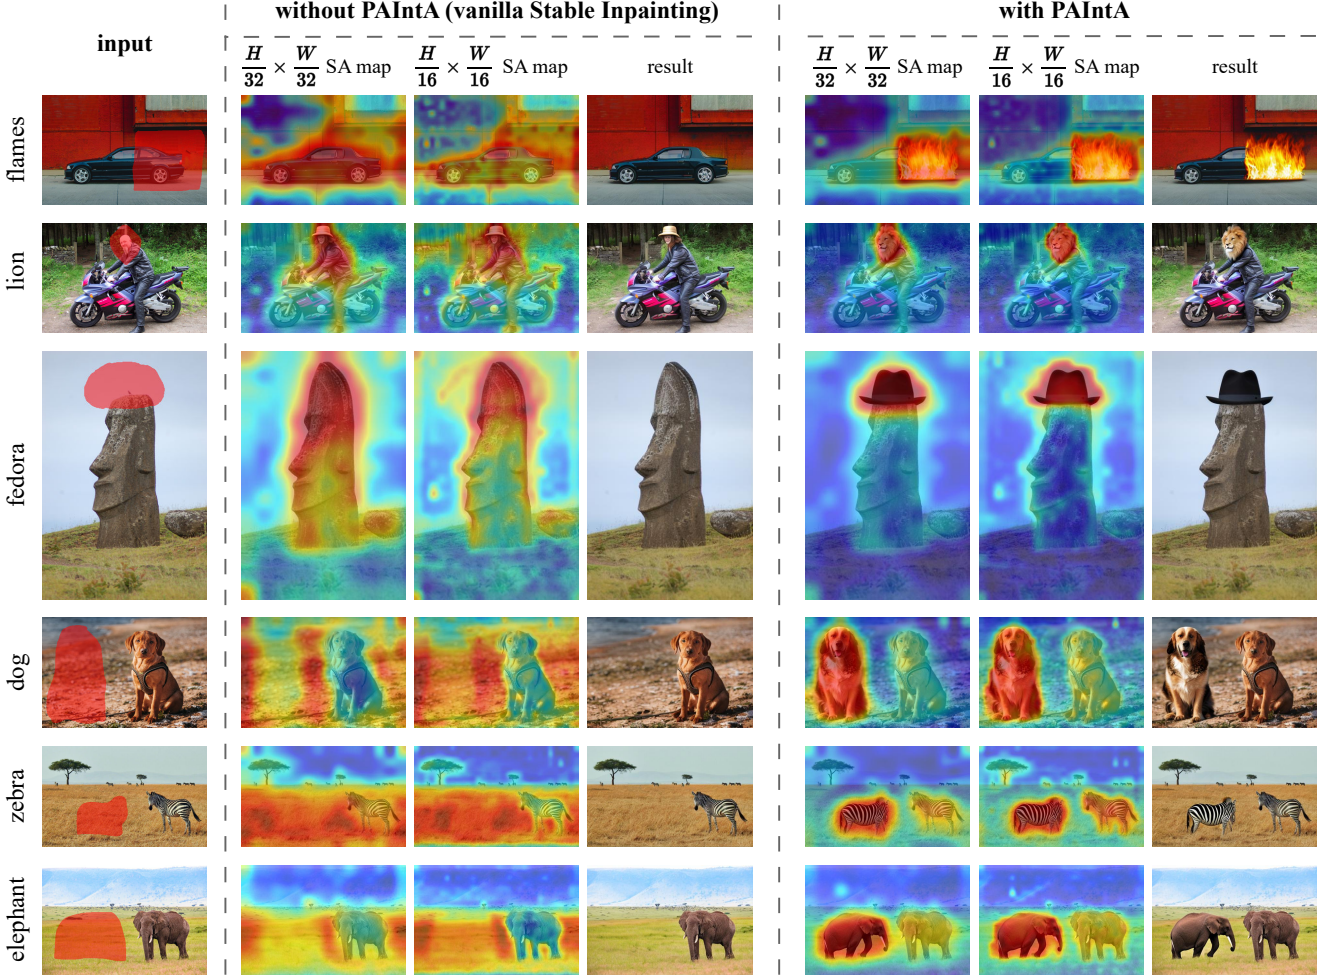 without PAIntA (vanilla Stable Inpainting)
with PAIntA
input
H/32 × W/32 SA map
H/16 × W/16 SA map
result
H/32 × W/32 SA map
H/16 × W/16 SA map
result
flames
lion
fedora
dog
zebra
elephant